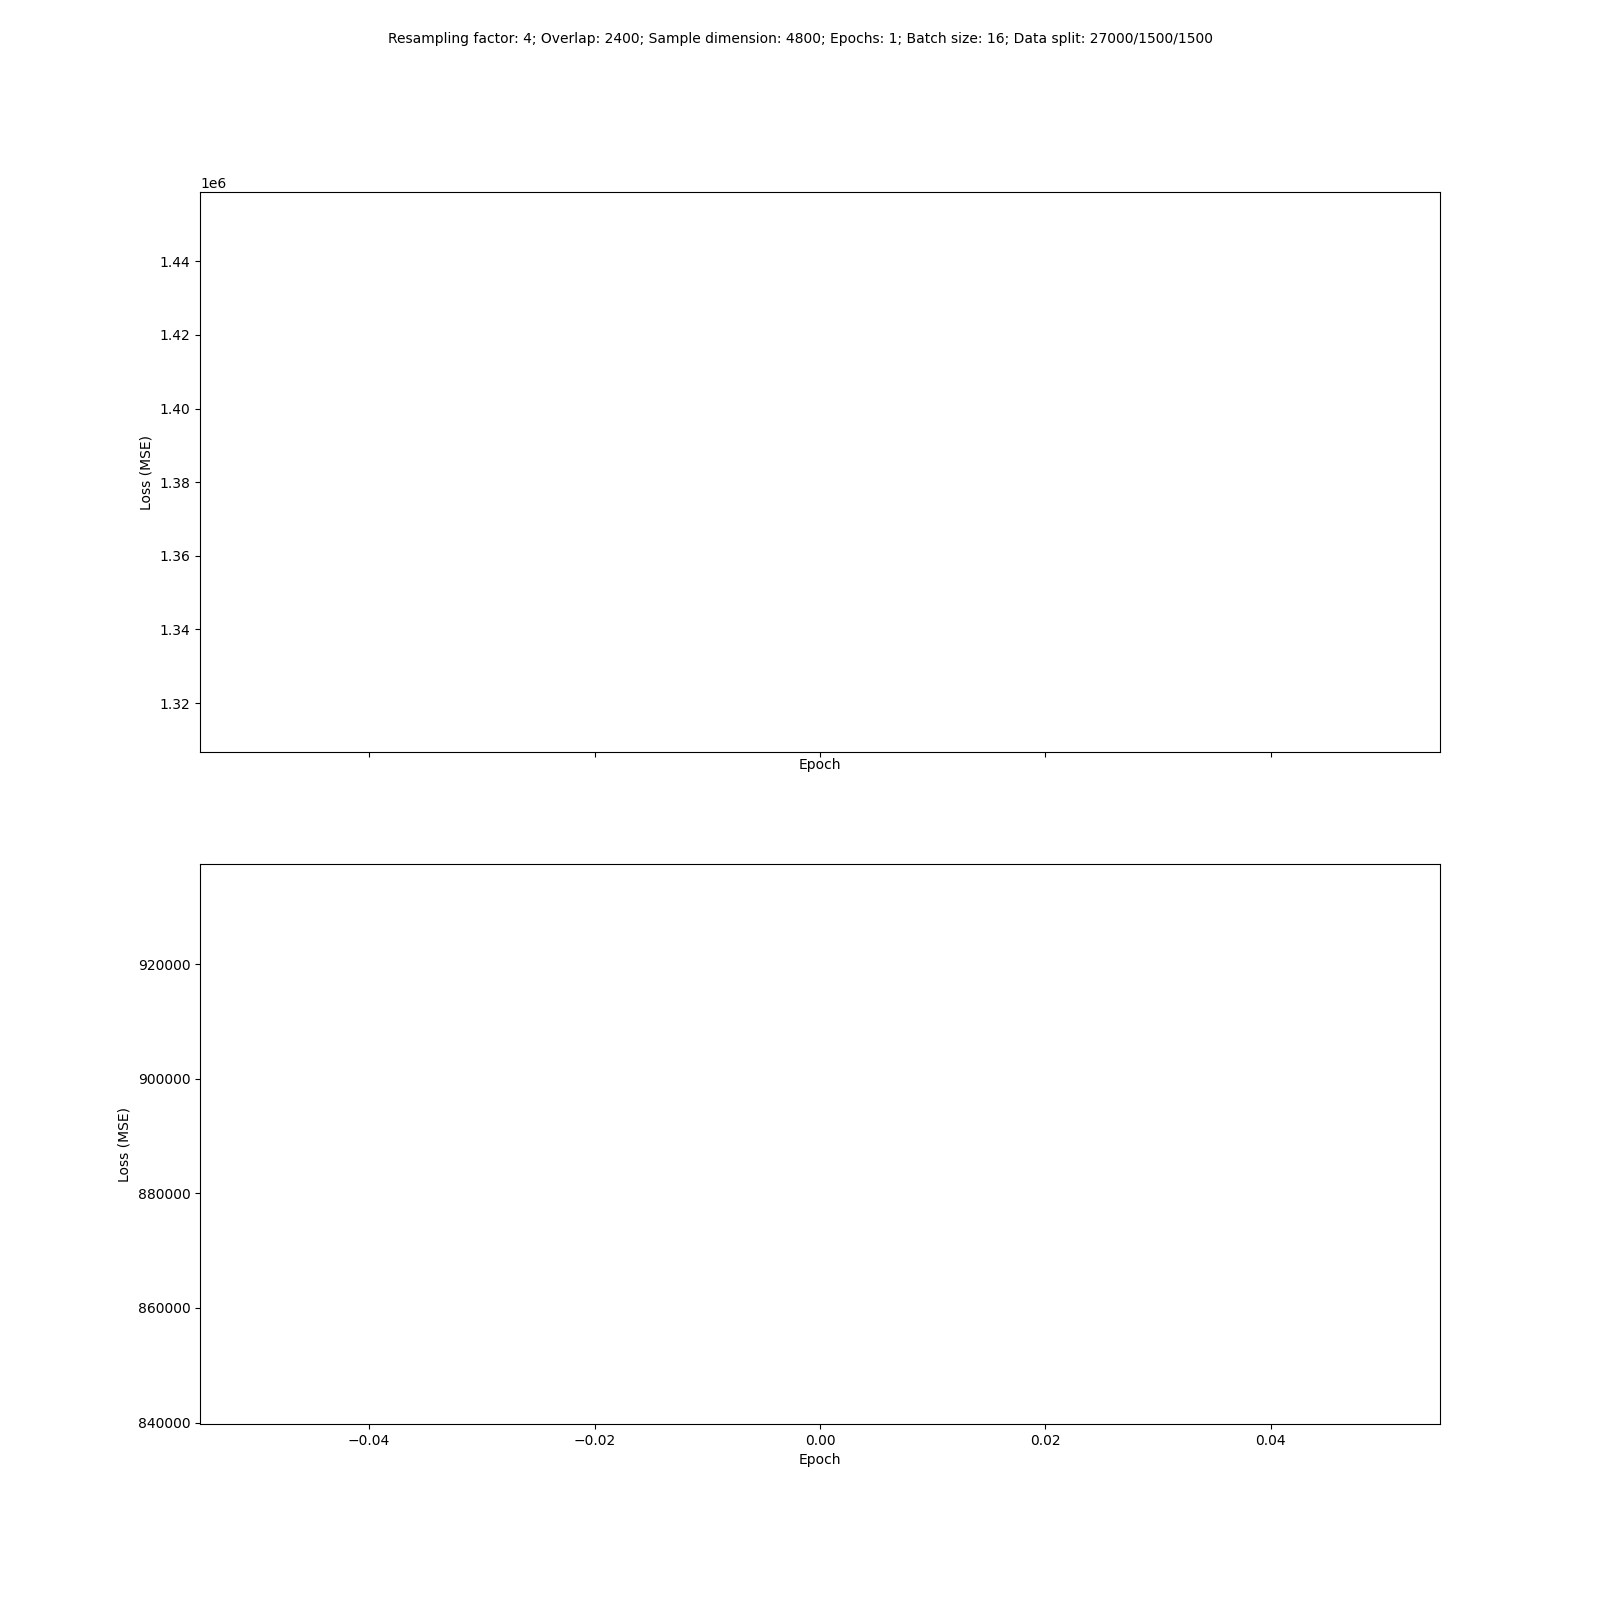 Resampling factor: 4; Overlap: 2400; Sample dimension: 4800; Epochs: 1; Batch size: 16; Data split: 27000/1500/1500
1e6
1.44
1.42
1.40
1.38
1.36
1.34
1.32
Loss (MSE)
Epoch
920000
900000
880000
860000
840000
Loss (MSE)
−0.04
−0.02
0.00
0.02
0.04
Epoch